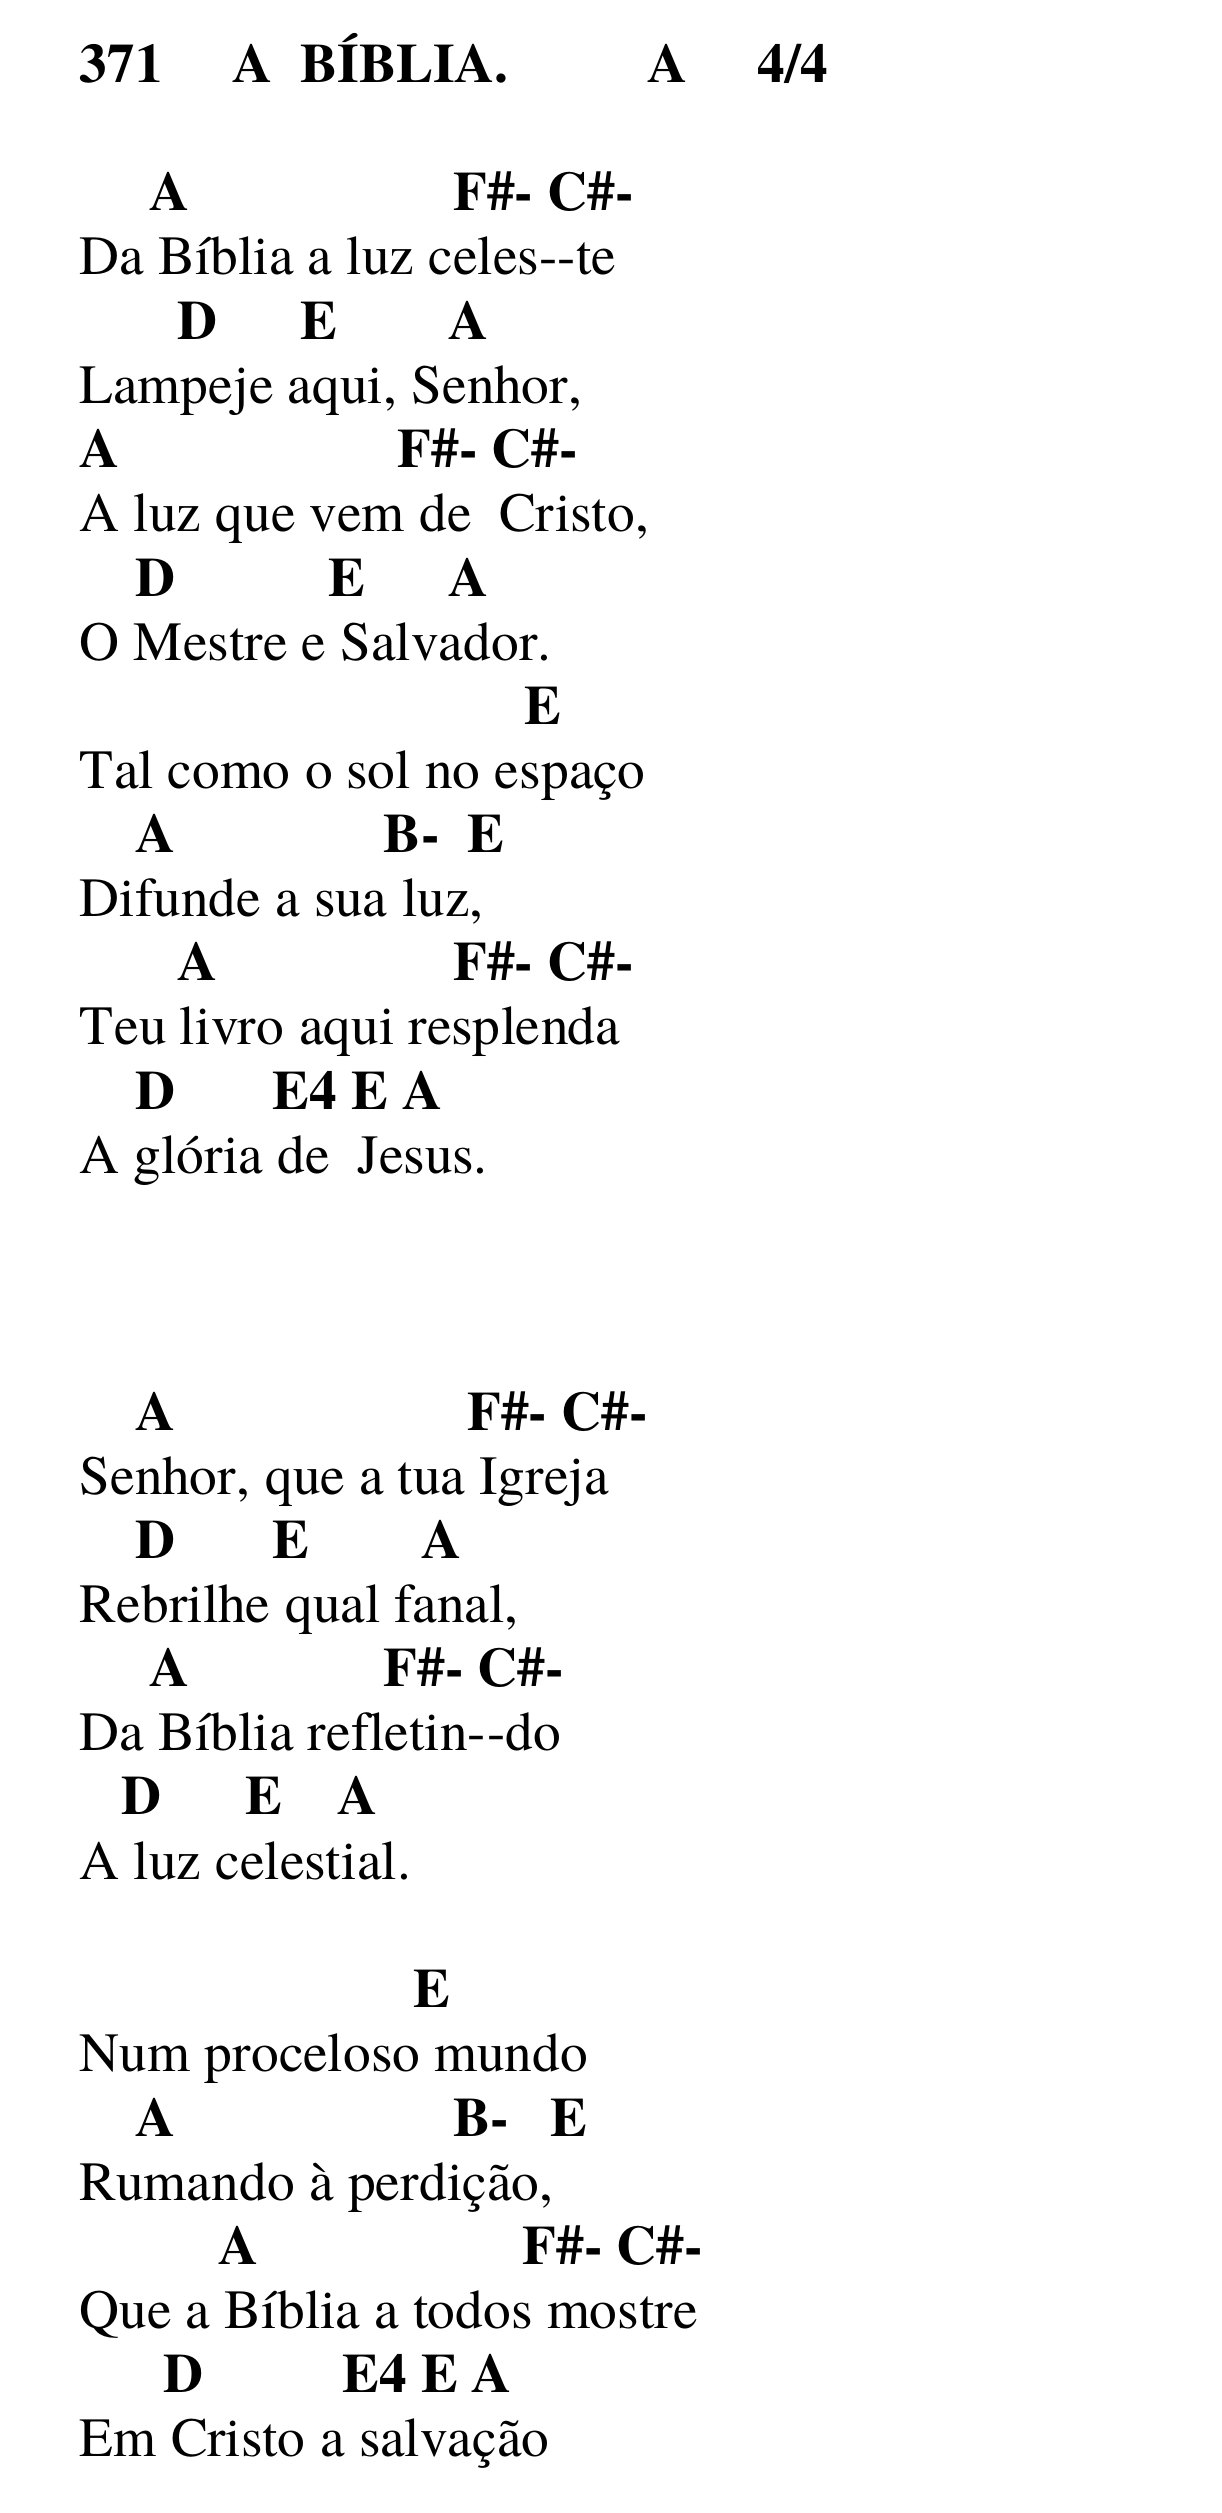 371 A BÍBLIA. A 4/4
A F#- C#-
Da Bíblia a luz celes--te
D E A
Lampeje aqui, Senhor,
A F#- C#-
A luz que vem de Cristo,
D E A
O Mestre e Salvador.
E
Tal como o sol no espaço
A B- E
Difunde a sua luz,
A F#- C#-
Teu livro aqui resplenda
D E4 E A
A glória de Jesus.
A F#- C#-
Senhor, que a tua Igreja
D E A
Rebrilhe qual fanal,
A F#- C#-
Da Bíblia refletin--do
D E A
A luz celestial.
E
Num proceloso mundo
A B- E
Rumando à perdição,
A F#- C#-
Que a Bíblia a todos mostre
D E4 E A
Em Cristo a salvação